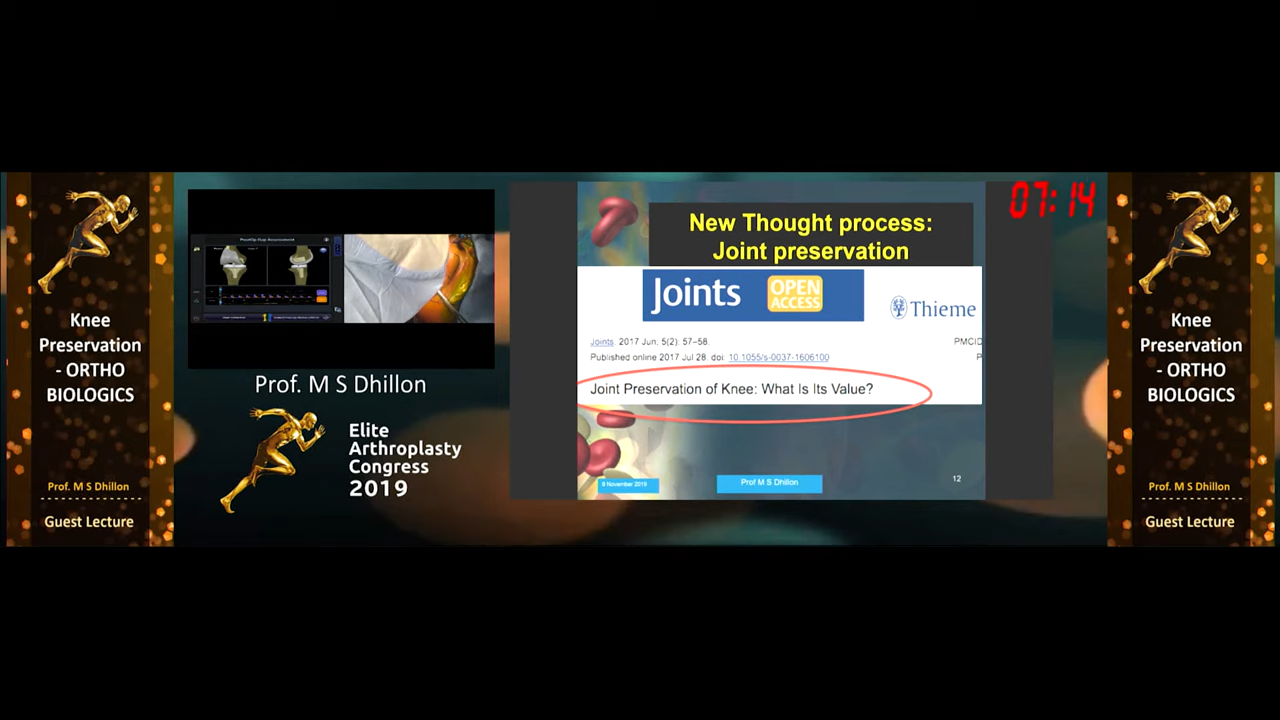 Knee
Preservation
- ORTHO
BIOLOGICS
Prof. M S Dhillon
Guest Lecture
Prof. M S Dhillon
Elite
Arthroplasty
Congress
2019
New Thought process:
Joint preservation
Joints
OPEN
ACCESS
Thieme
Joints. 2017 Jun; 5(2): 57–58.
PMCID
Published online 2017 Jul 28. doi: 10.1055/s-0037-1606100
P
Joint Preservation of Knee: What Is Its Value?
9 November 2019
Prof M S Dhillon
12
07:14
Knee
Preservation
- ORTHO
BIOLOGICS
Prof. M S Dhillon
Guest Lecture